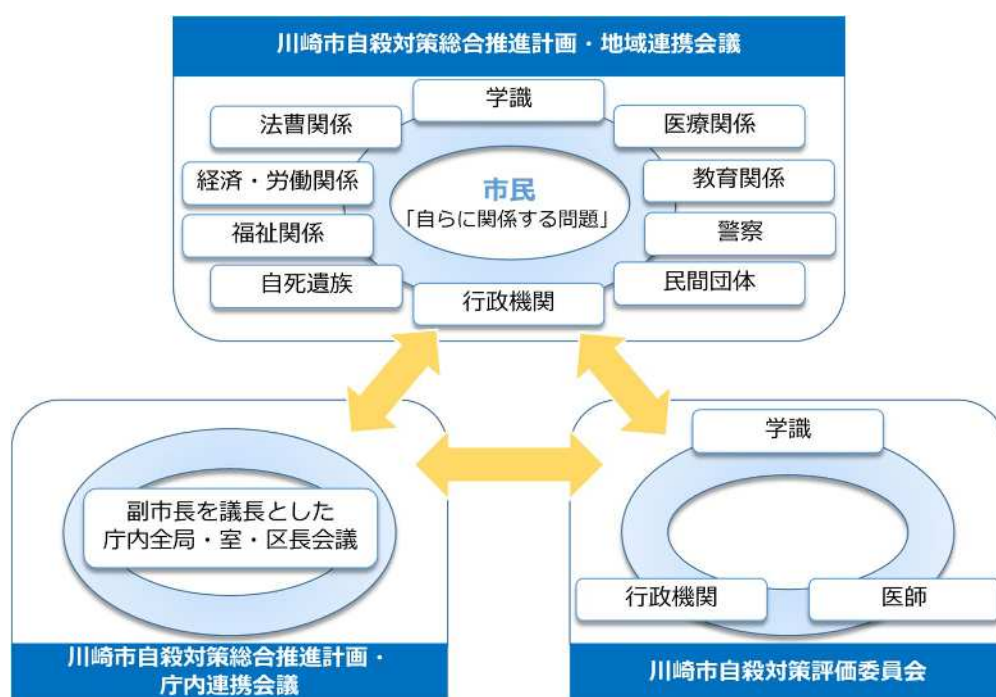 川崎市自殺対策総合推進計画・地域連携会議
学識
法曹関係
医療関係
経済・労働関係
教育関係
市民
「自らに関係する問題」
福祉関係
警察
自死遺族
民間団体
行政機関
副市長を議長とした
庁内全局・室・区長会議
川崎市自殺対策総合推進計画・
庁内連携会議
学識
行政機関
医師
川崎市自殺対策評価委員会